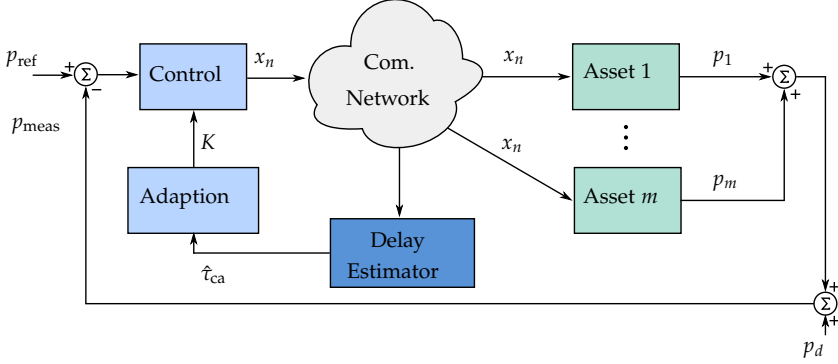 p_ref
+
Σ
−
p_meas
Control
x_n
Com.
Network
x_n
Asset 1
p_1
+
Σ
+
K
x_n
⋮
Adaption
Asset m
p_m
Delay
Estimator
τ̂_ca
+
Σ
+
p_d